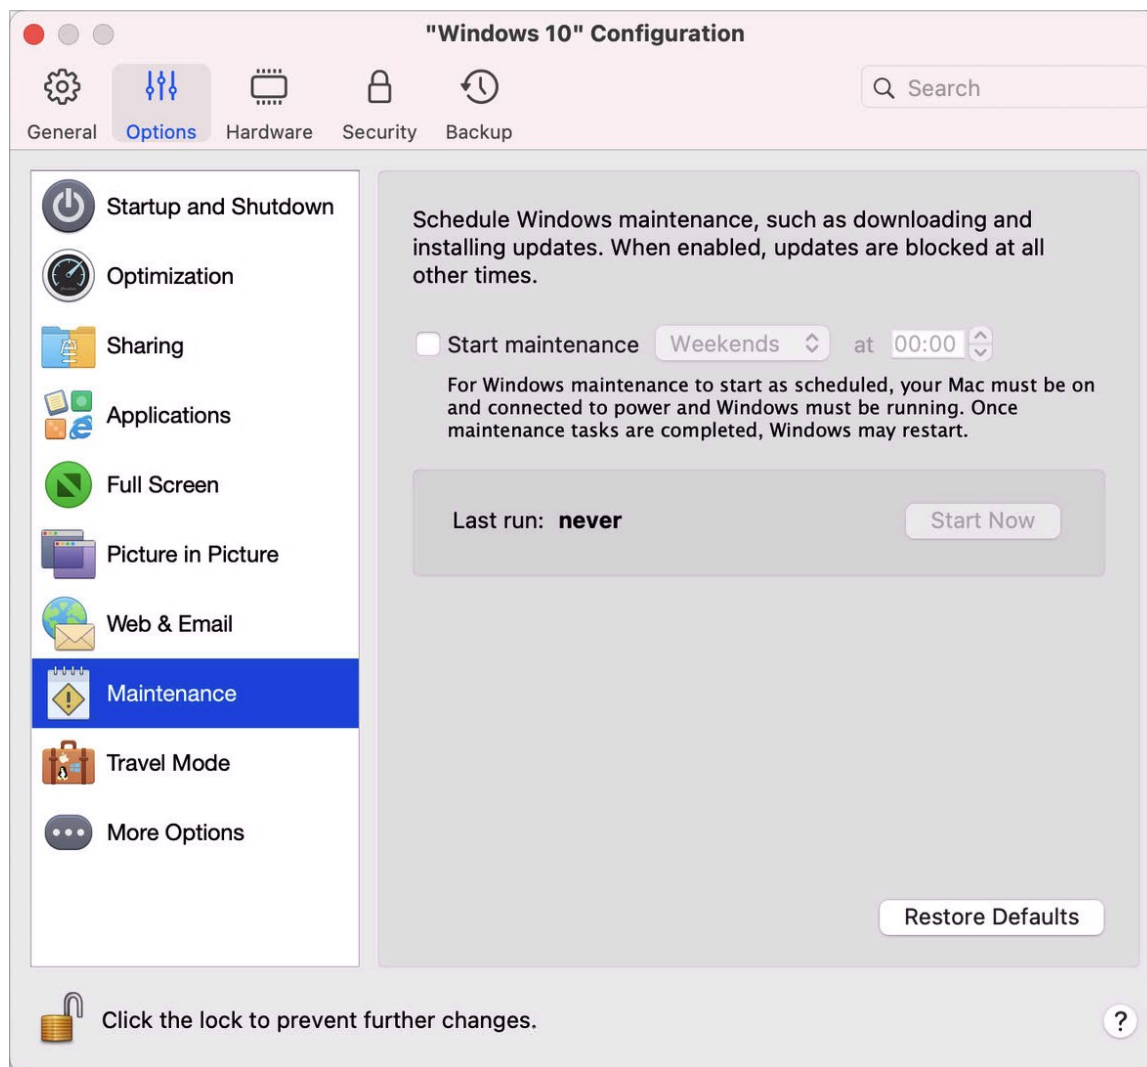 "Windows 10" Configuration
General
Options
Hardware
Security
Backup
Search
Startup and Shutdown
Optimization
Sharing
Applications
Full Screen
Picture in Picture
Web & Email
Maintenance
Travel Mode
More Options
Schedule Windows maintenance, such as downloading and
installing updates. When enabled, updates are blocked at all
other times.
Start maintenance Weekends at 00:00
For Windows maintenance to start as scheduled, your Mac must be on
and connected to power and Windows must be running. Once
maintenance tasks are completed, Windows may restart.
Last run: never Start Now
Restore Defaults
Click the lock to prevent further changes.
?